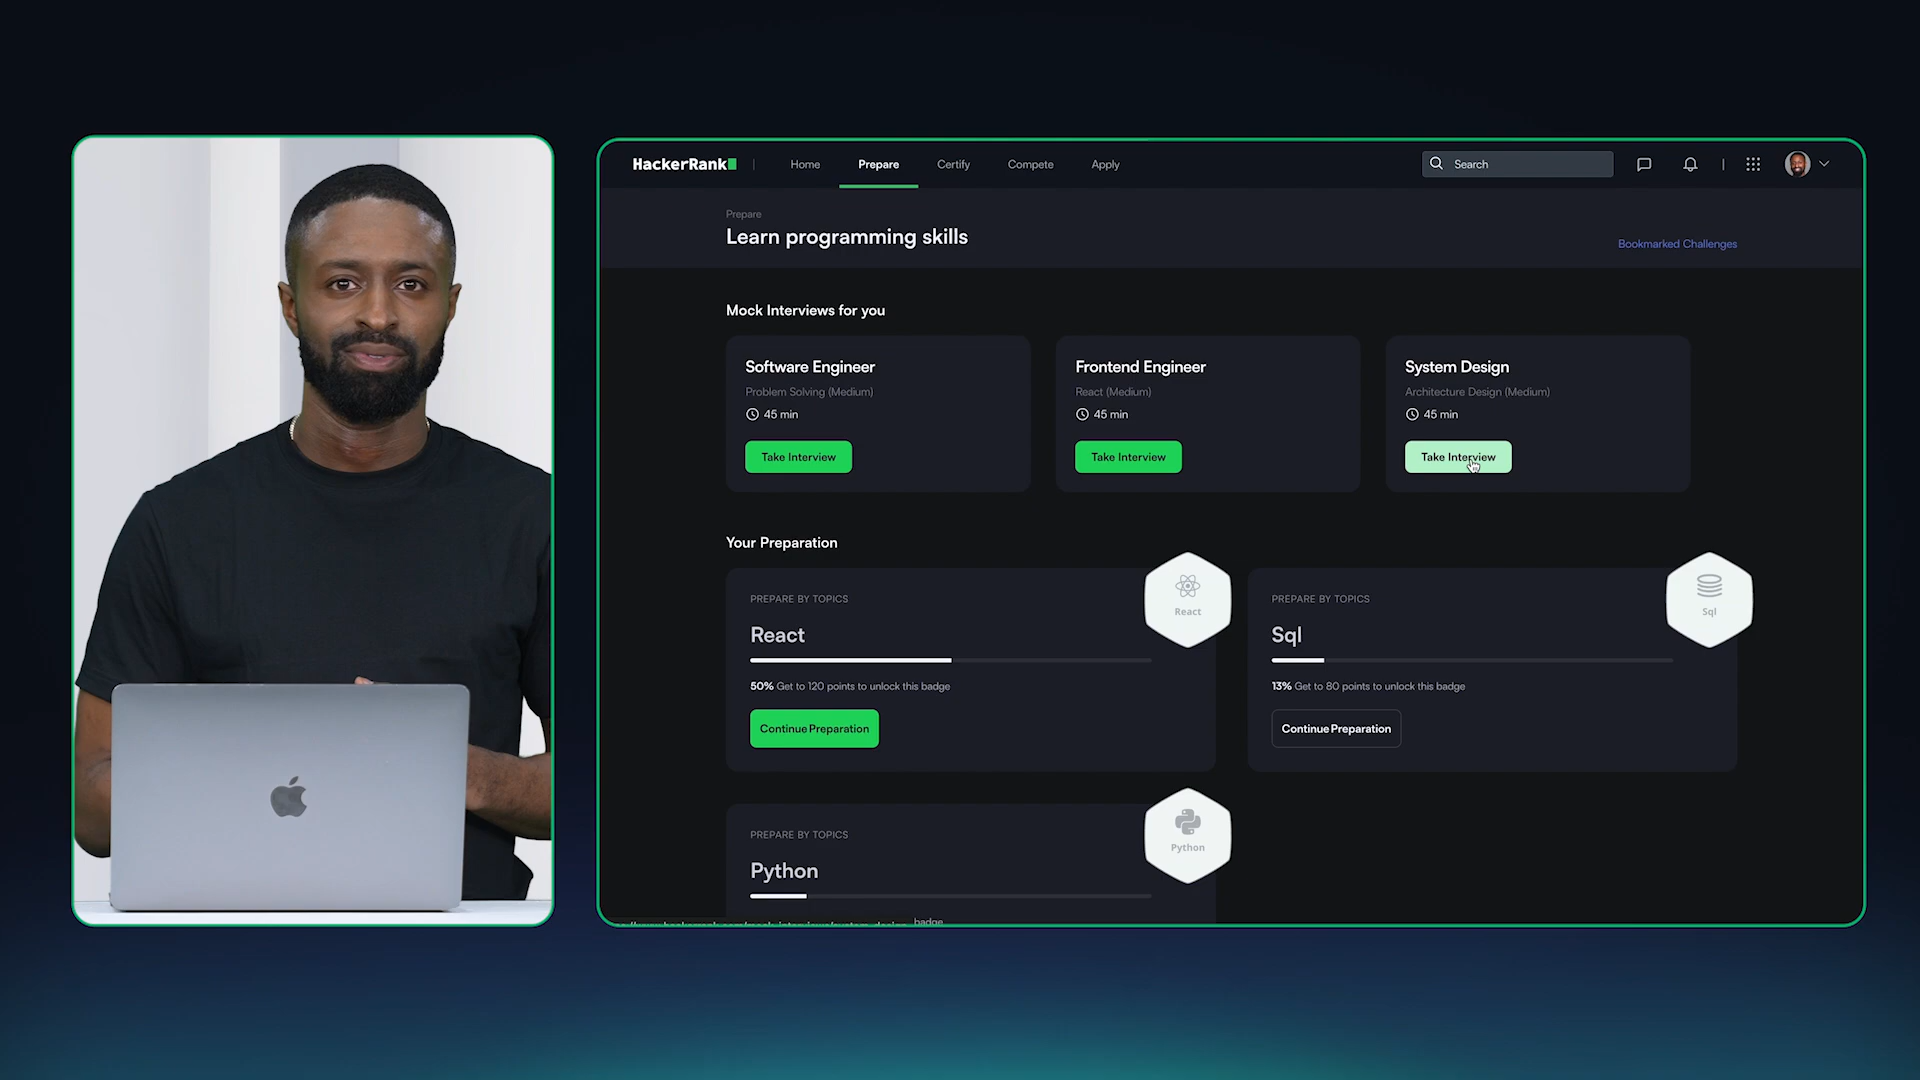 HackerRank
Home
Prepare
Certify
Compete
Apply
Search
Prepare
Learn programming skills
Bookmarked Challenges
Mock Interviews for you
Software Engineer
Problem Solving (Medium)
45 min
Take Interview
Frontend Engineer
React (Medium)
45 min
Take Interview
System Design
Architecture Design (Medium)
45 min
Take Interview
Your Preparation
PREPARE BY TOPICS
React
React
50% Get to 120 points to unlock this badge
Continue Preparation
PREPARE BY TOPICS
Sql
Sql
13% Get to 80 points to unlock this badge
Continue Preparation
PREPARE BY TOPICS
Python
Python
badge